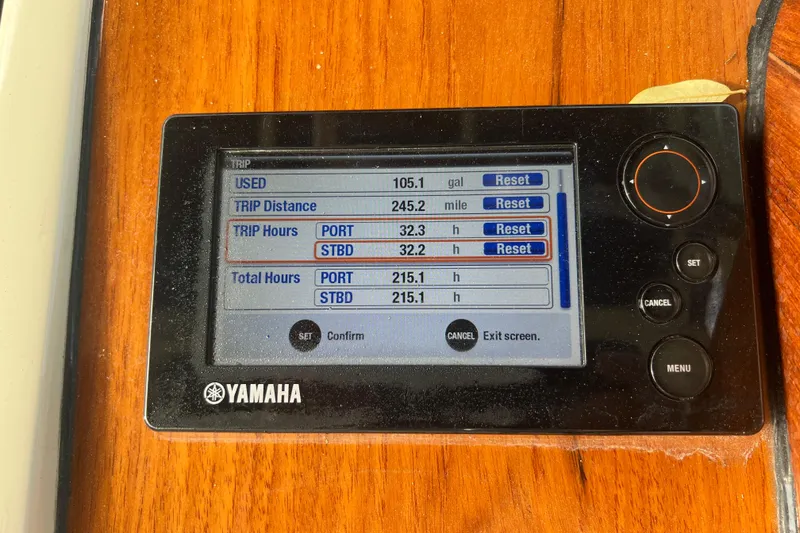 TRIP
USED 105.1 gal Reset
TRIP Distance 245.2 mile Reset
TRIP Hours PORT 32.3 h Reset
STBD 32.2 h Reset
Total Hours PORT 215.1 h
STBD 215.1 h
SET Confirm CANCEL Exit screen.
YAMAHA
SET
CANCEL
MENU